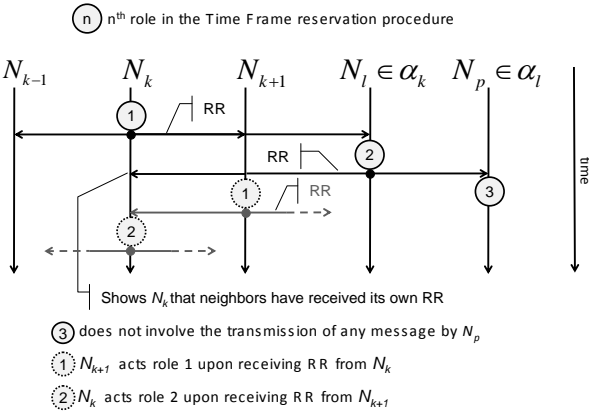 n nth role in the Time Frame reservation procedure
N_{k-1} N_k N_{k+1} N_l ∈ α_k N_p ∈ α_l
1 RR
RR 2
1 RR 3
2
time
Shows N_k that neighbors have received its own RR
3 does not involve the transmission of any message by N_p
1 N_{k+1} acts role 1 upon receiving RR from N_k
2 N_k acts role 2 upon receiving RR from N_{k+1}